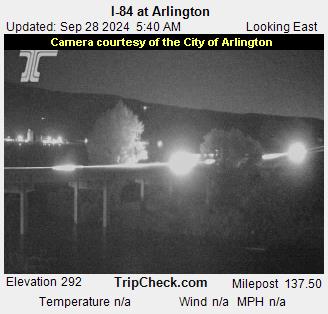 I-84 at Arlington
Updated: Sep 28 2024 5:40 AM Looking East
Camera courtesy of the City of Arlington
Elevation 292 TripCheck.com Milepost 137.50
Temperature n/a Wind n/a MPH n/a